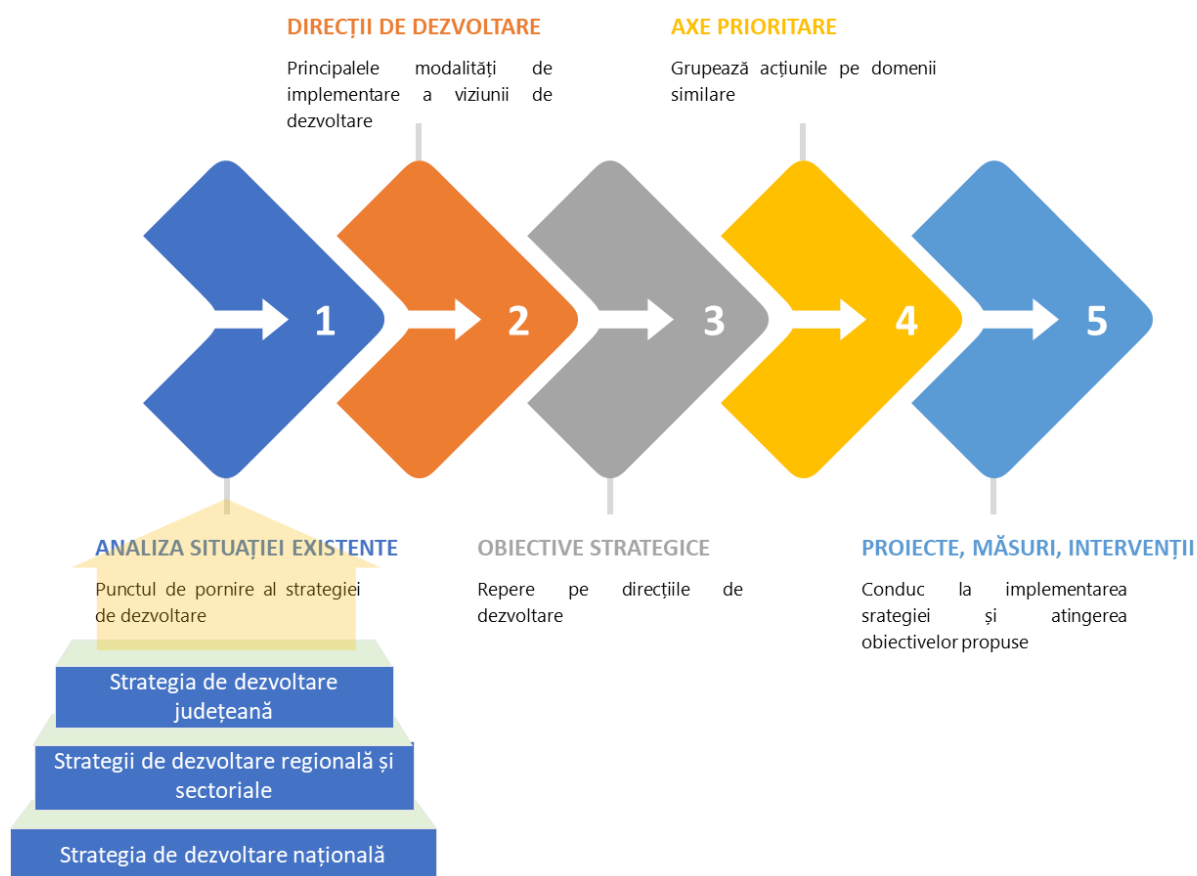 DIRECȚII DE DEZVOLTARE
Principalele modalități de
implementare a viziunii de
dezvoltare
AXE PRIORITARE
Grupează acțiunile pe domenii
similare
1
2
3
4
5
ANALIZA SITUAȚIEI EXISTENTE
Punctul de pornire al strategiei
de dezvoltare
OBIECTIVE STRATEGICE
Repere pe direcțiile de
dezvoltare
PROIECTE, MĂSURI, INTERVENȚII
Conduc la implementarea
srategiei și atingerea
obiectivelor propuse
Strategia de dezvoltare
județeană
Strategii de dezvoltare regională și
sectoriale
Strategia de dezvoltare națională